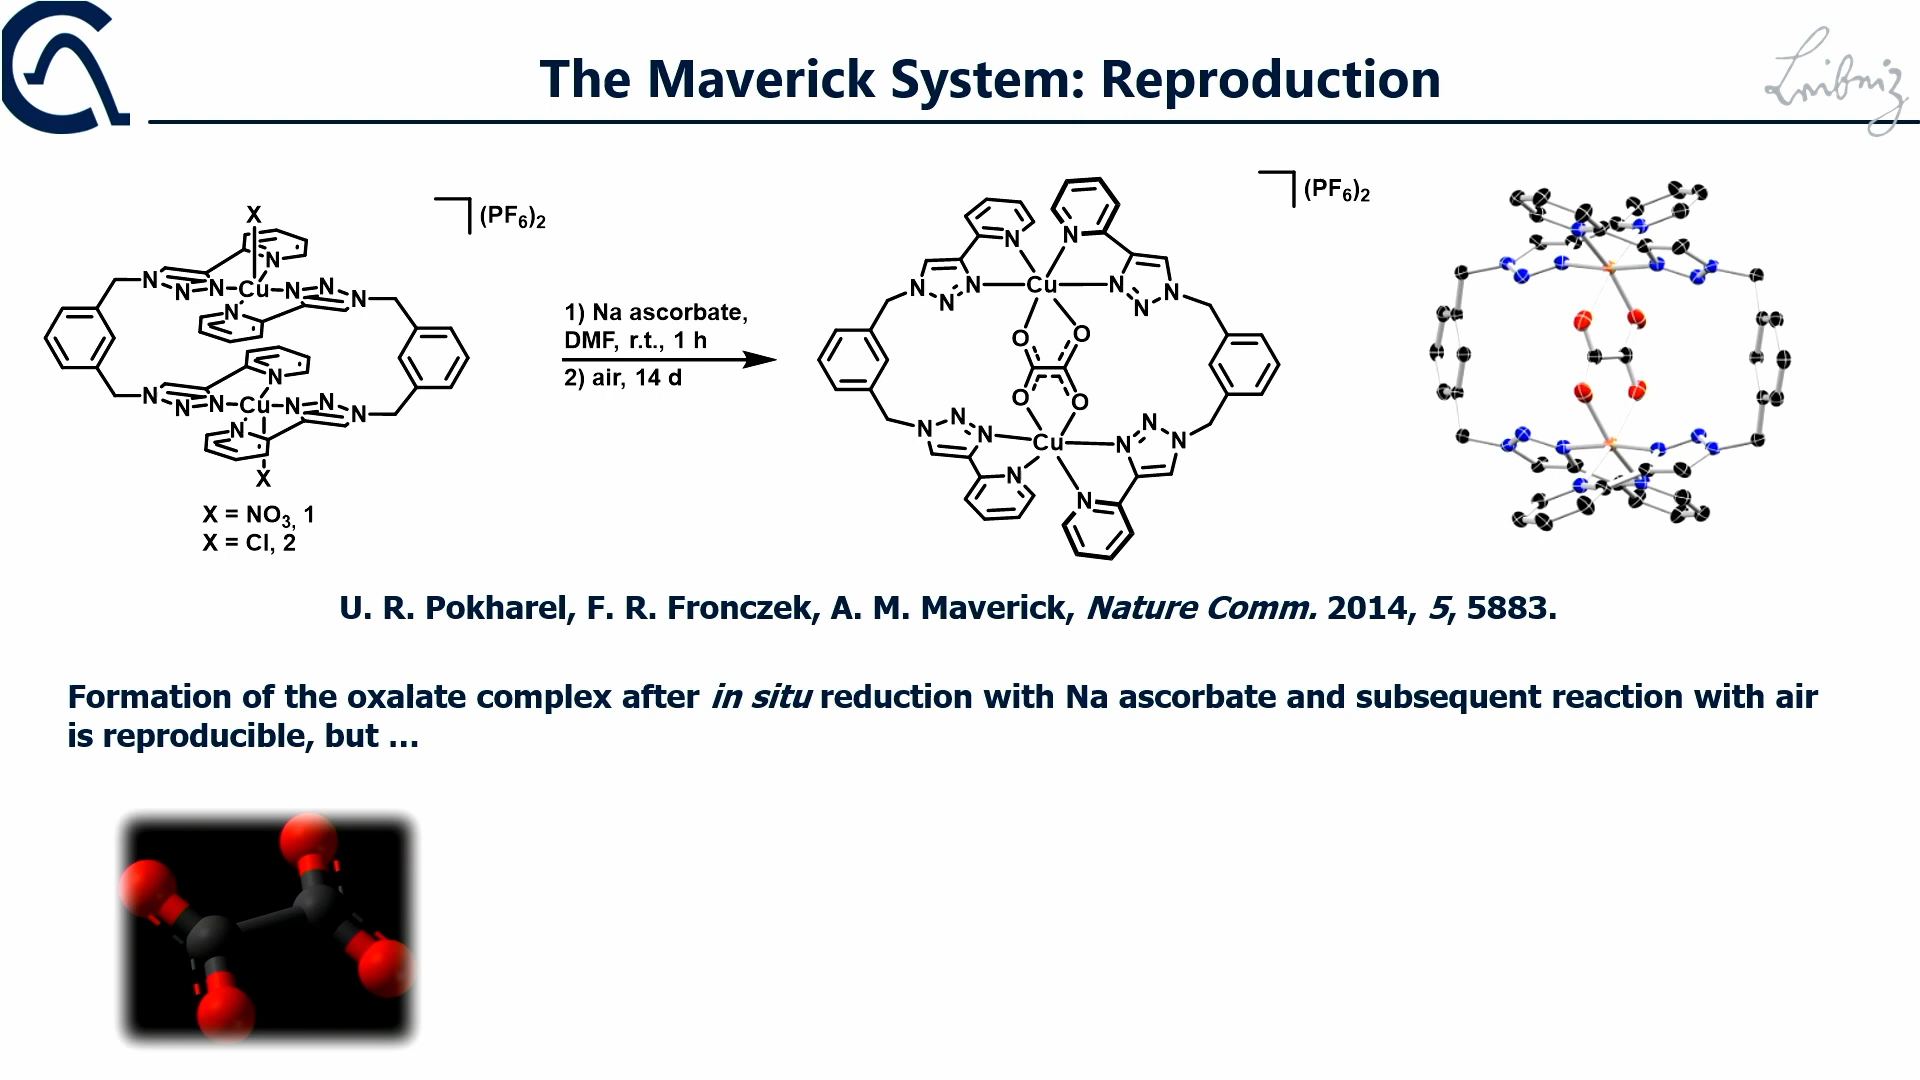 The Maverick System: Reproduction
Leibniz
X
(PF6)2
N N N Cu N N N
N N
N N N Cu N N N
N N
X
X = NO3, 1
X = Cl, 2
1) Na ascorbate,
DMF, r.t., 1 h
2) air, 14 d
(PF6)2
N N
N N N Cu N N N
O O
O O
N N N Cu N N N
N N
U. R. Pokharel, F. R. Fronczek, A. M. Maverick, Nature Comm. 2014, 5, 5883.
Formation of the oxalate complex after in situ reduction with Na ascorbate and subsequent reaction with air
is reproducible, but ...